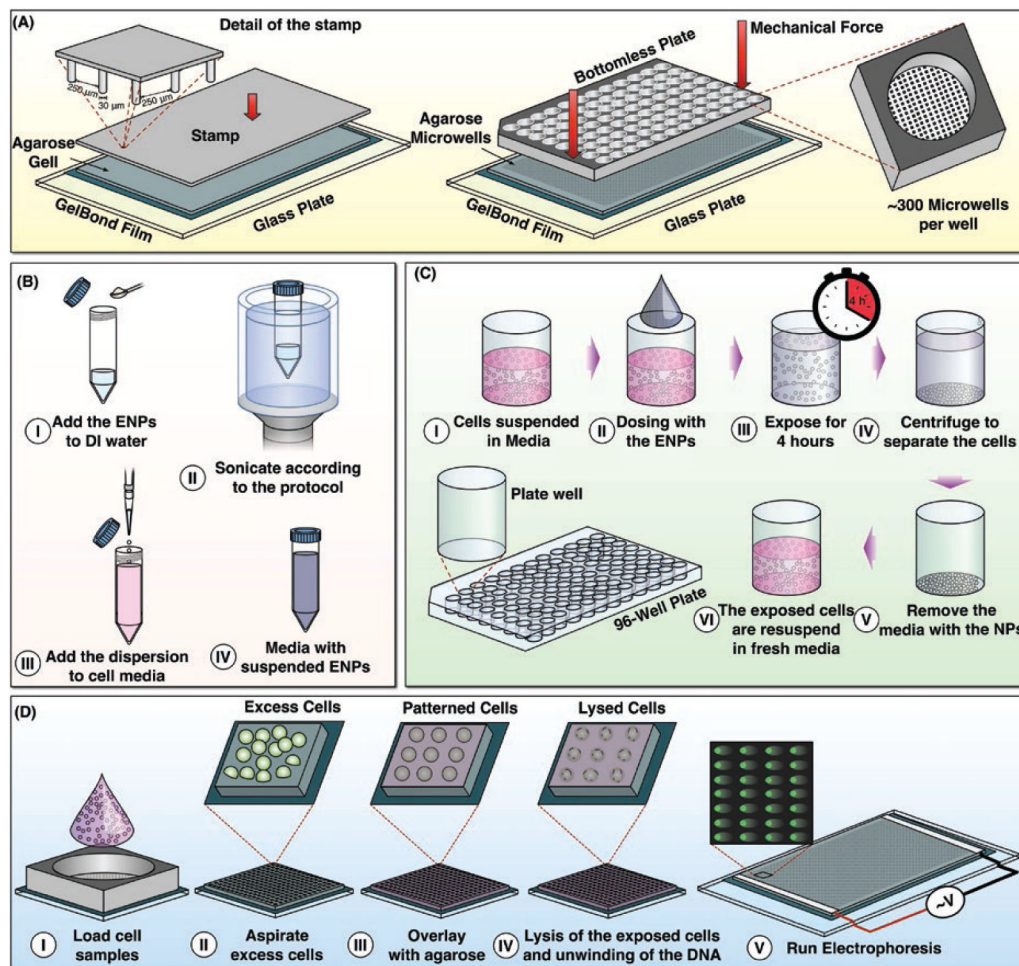 (A)
Detail of the stamp
250 µm
30 µm
250 µm
Stamp
Agarose
Gell
GelBond Film
Glass Plate
Bottomless Plate
Mechanical Force
Agarose
Microwells
GelBond Film
Glass Plate
~300 Microwells
per well
(B)
I
Add the ENPs
to DI water
II
Sonicate according
to the protocol
III
Add the dispersion
to cell media
IV
Media with
suspended ENPs
(C)
4 h
I
Cells suspended
in Media
II
Dosing with
the ENPs
III
Expose for
4 hours
IV
Centrifuge to
separate the cells
Plate well
96-Well Plate
VI
The exposed cells
are resuspend
in fresh media
V
Remove the
media with the NPs
(D)
Excess Cells
Patterned Cells
Lysed Cells
~V
I
Load cell
samples
II
Aspirate
excess cells
III
Overlay
with agarose
IV
Lysis of the exposed cells
and unwinding of the DNA
V
Run Electrophoresis